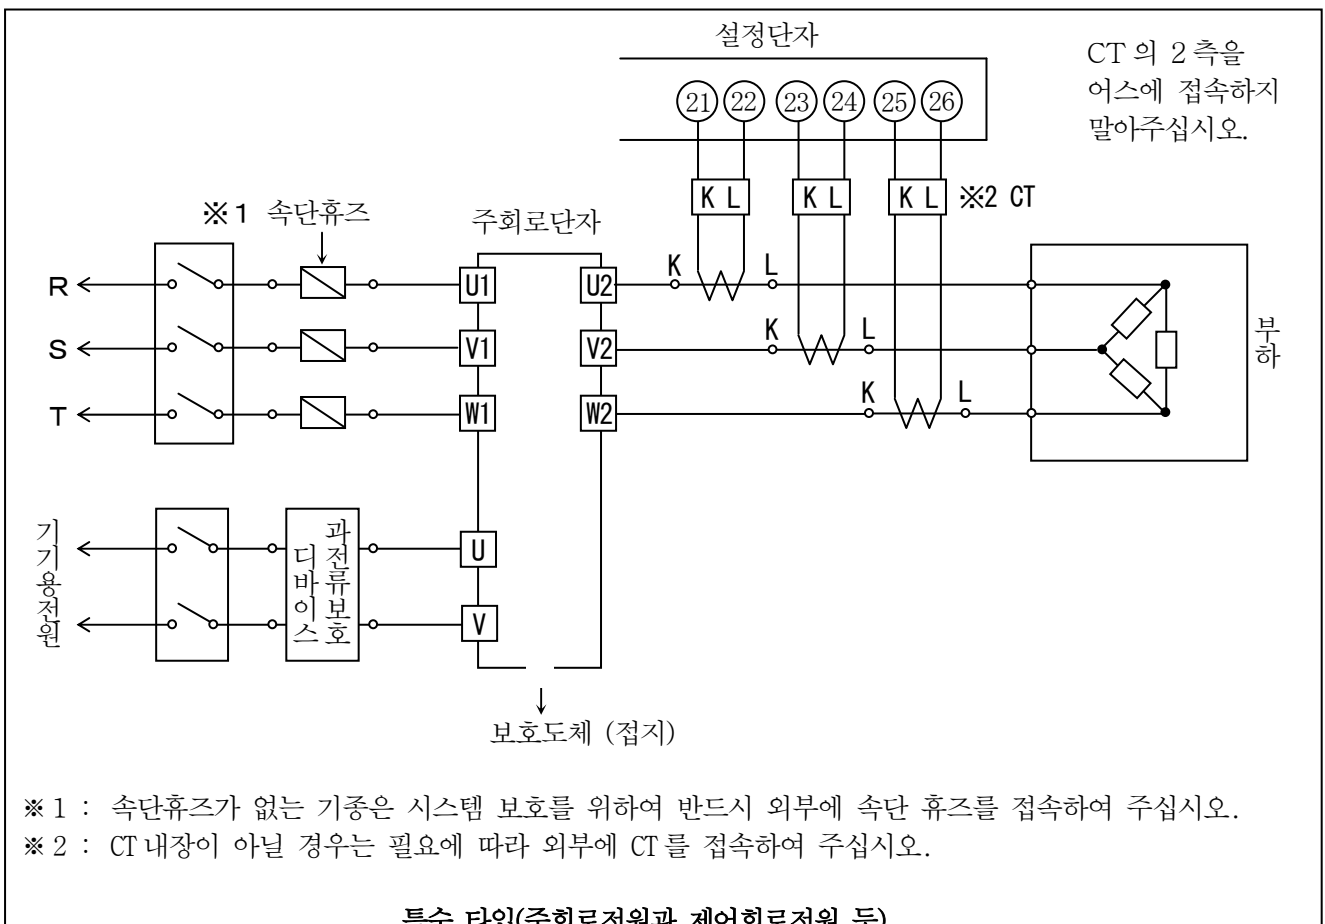 설정단자
CT의 2측을
어스에 접속하지
말아주십시오.
21 22 23 24 25 26
K L K L K L ※2 CT
※1 속단휴즈
주회로단자
R U1 U2 K L
S V1 V2 K L
T W1 W2 K L
부하
기기용전원
과전류보호
디바이스
U
V
보호도체 (접지)
※1 : 속단휴즈가 없는 기종은 시스템 보호를 위하여 반드시 외부에 속단 휴즈를 접속하여 주십시오.
※2 : CT내장이 아닐 경우는 필요에 따라 외부에 CT를 접속하여 주십시오.